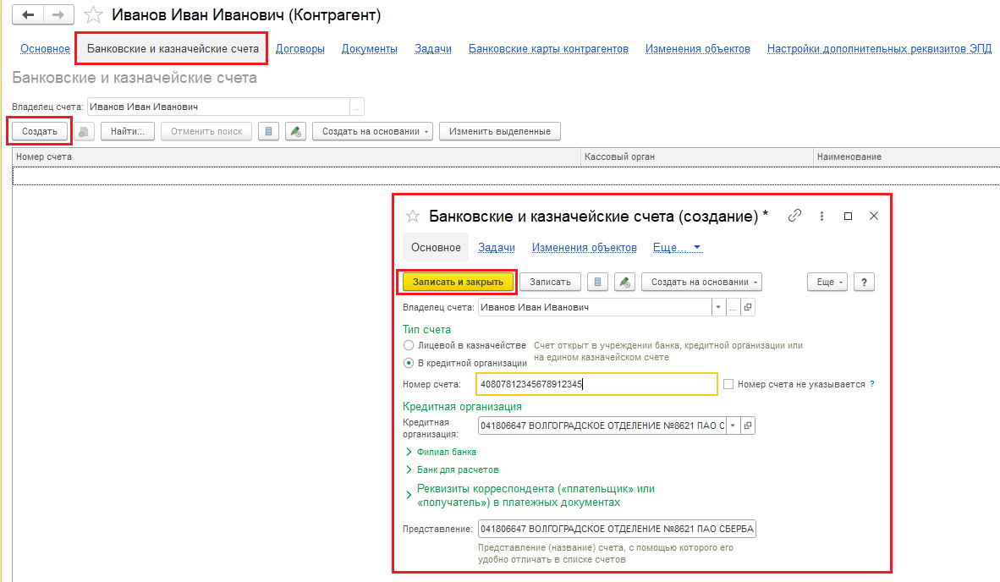 Иванов Иван Иванович (Контрагент)
Основное Банковские и казначейские счета Договоры Документы Задачи Банковские карты контрагентов Изменения объектов Настройки дополнительных реквизитов ЭПД
Банковские и казначейские счета
Владелец счета: Иванов Иван Иванович ...
Создать Найти... Отменить поиск Создать на основании Изменить выделенные
Номер счета Кассовый орган Наименование
Банковские и казначейские счета (создание) *
Основное Задачи Изменения объектов Еще...
Записать и закрыть Записать Создать на основании Еще ?
Владелец счета: Иванов Иван Иванович ...
Тип счета
Лицевой в казначействе Счет открыт в учреждении банка, кредитной организации или
В кредитной организации на едином казначейском счете
Номер счета: 40807812345678912345 Номер счета не указывается ?
Кредитная организация
Кредитная
организация: 041806647 ВОЛГОГРАДСКОЕ ОТДЕЛЕНИЕ №8621 ПАО С
Филиал банка
Банк для расчетов
Реквизиты корреспондента («плательщик» или
«получатель») в платежных документах
Представление: 041806647 ВОЛГОГРАДСКОЕ ОТДЕЛЕНИЕ №8621 ПАО СБЕРБА
Представление (название) счета, с помощью которого его
удобно отличать в списке счетов